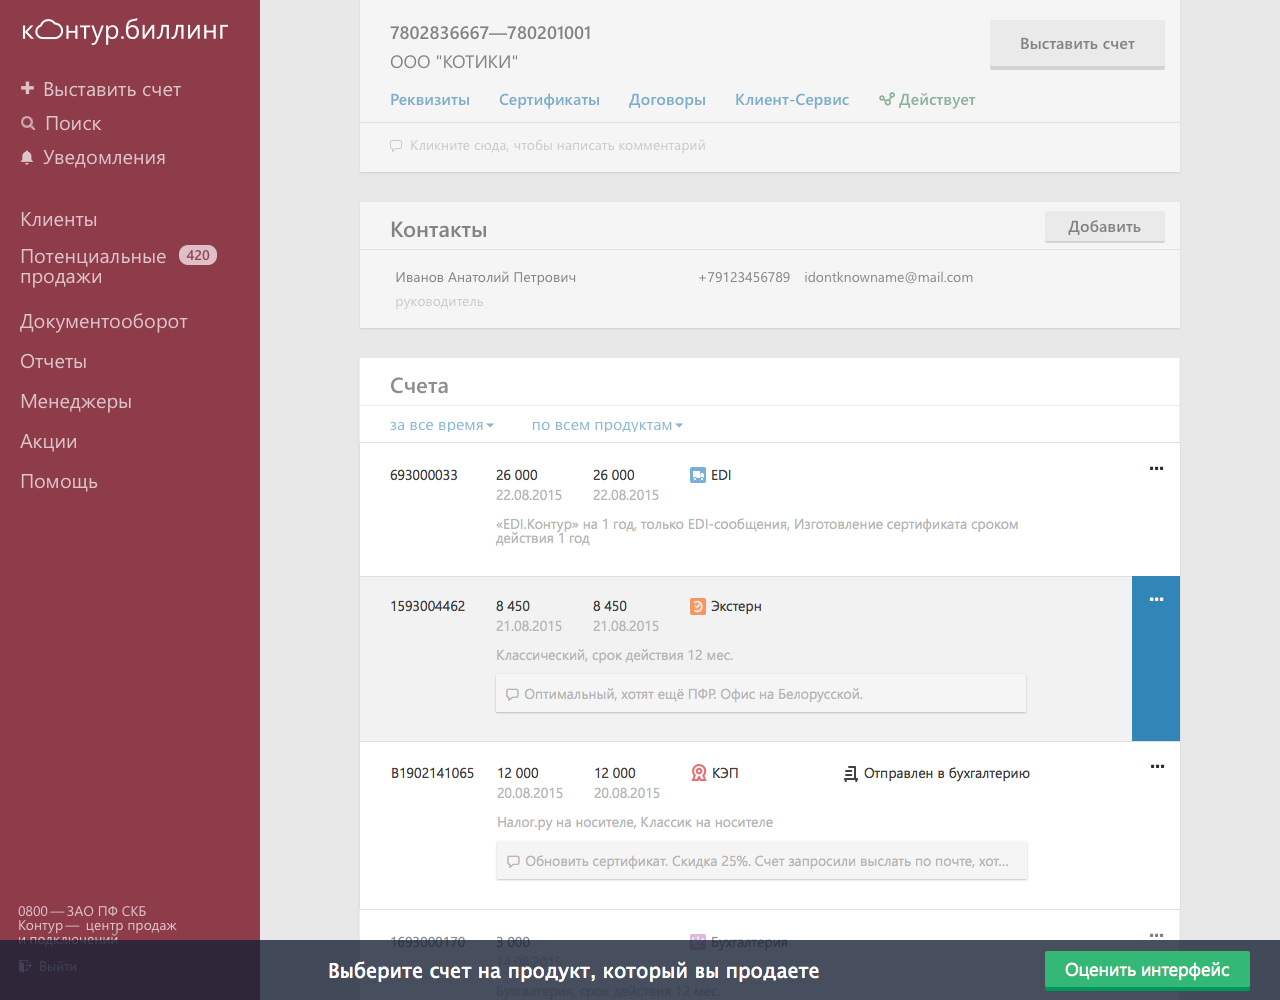 контур.биллинг
Выставить счет
Поиск
Уведомления
Клиенты
Потенциальные 420
продажи
Документооборот
Отчеты
Менеджеры
Акции
Помощь
0800 — ЗАО ПФ СКБ
Контур — центр продаж
и подключений
Выйти
7802836667—780201001
ООО "КОТИКИ"
Выставить счет
Реквизиты Сертификаты Договоры Клиент-Сервис Действует
Кликните сюда, чтобы написать комментарий
Контакты Добавить
Иванов Анатолий Петрович +79123456789 idontknowname@mail.com
руководитель
Счета
за все время по всем продуктам
693000033 26 000 26 000 EDI
22.08.2015 22.08.2015
«EDI.Контур» на 1 год, только EDI-сообщения, Изготовление сертификата сроком
действия 1 год
1593004462 8 450 8 450 Экстерн
21.08.2015 21.08.2015
Классический, срок действия 12 мес.
Оптимальный, хотят ещё ПФР. Офис на Белорусской.
В1902141065 12 000 12 000 КЭП Отправлен в бухгалтерию
20.08.2015 20.08.2015
Налог.ру на носителе, Классик на носителе
Обновить сертификат. Скидка 25%. Счет запросили выслать по почте, хот...
1693000170 3 000 Бухгалтерия
14.08.2015
Бухгалтерия, срок действия 12 мес.
Выберите счет на продукт, который вы продаете
Оценить интерфейс